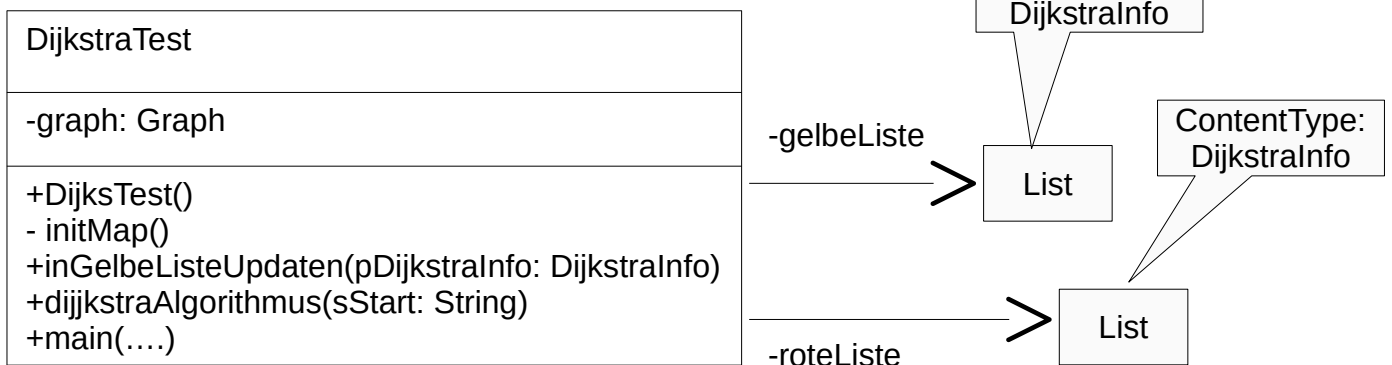 DijkstraTest
-graph: Graph
+DijksTest()
- initMap()
+inGelbeListeUpdaten(pDijkstraInfo: DijkstraInfo)
+dijjkstraAlgorithmus(sStart: String)
+main(....)
-gelbeListe
DijkstraInfo
List
ContentType:
DijkstraInfo
-roteListe
List